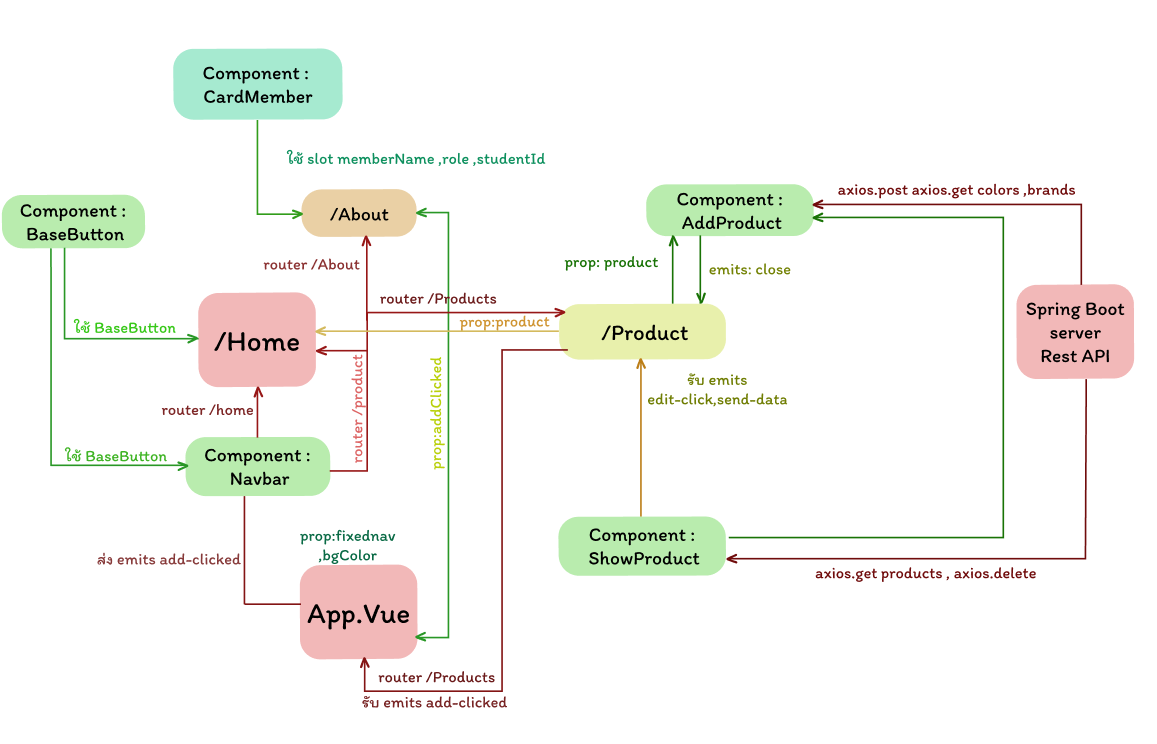 Component :
CardMember
ใช้ slot memberName ,role ,studentId
Component :
BaseButton
/About
Component :
AddProduct
axios.post axios.get colors ,brands
router /About
prop: product
emits: close
router /Products
ใช้ BaseButton
/Home
prop:product
/Product
Spring Boot
server
Rest API
router /product
prop:addClicked
รับ emits
edit-click,send-data
router /home
ใช้ BaseButton
Component :
Navbar
prop:fixednav
,bgColor
ส่ง emits add-clicked
Component :
ShowProduct
axios.get products , axios.delete
App.Vue
router /Products
รับ emits add-clicked